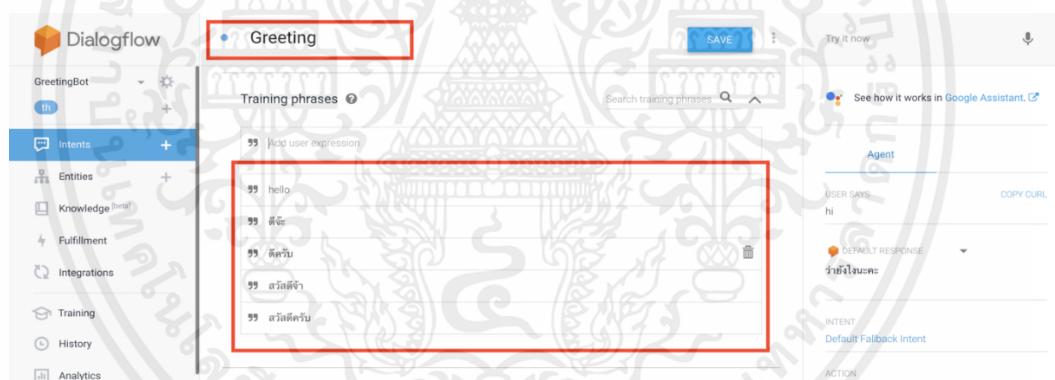 Dialogflow
GreetingBot
th
Intents
Entities
Knowledge [beta]
Fulfillment
Integrations
Training
History
Analytics
Greeting
SAVE
Training phrases
Search training phrases
Add user expression
hello
ดีจ๊ะ
ดีครับ
สวัสดีจ้า
สวัสดีครับ
Try it now
See how it works in Google Assistant.
Agent
USER SAYS
COPY CURL
hi
DEFAULT RESPONSE
ว่ายังไงนะคะ
INTENT
Default Fallback Intent
ACTION